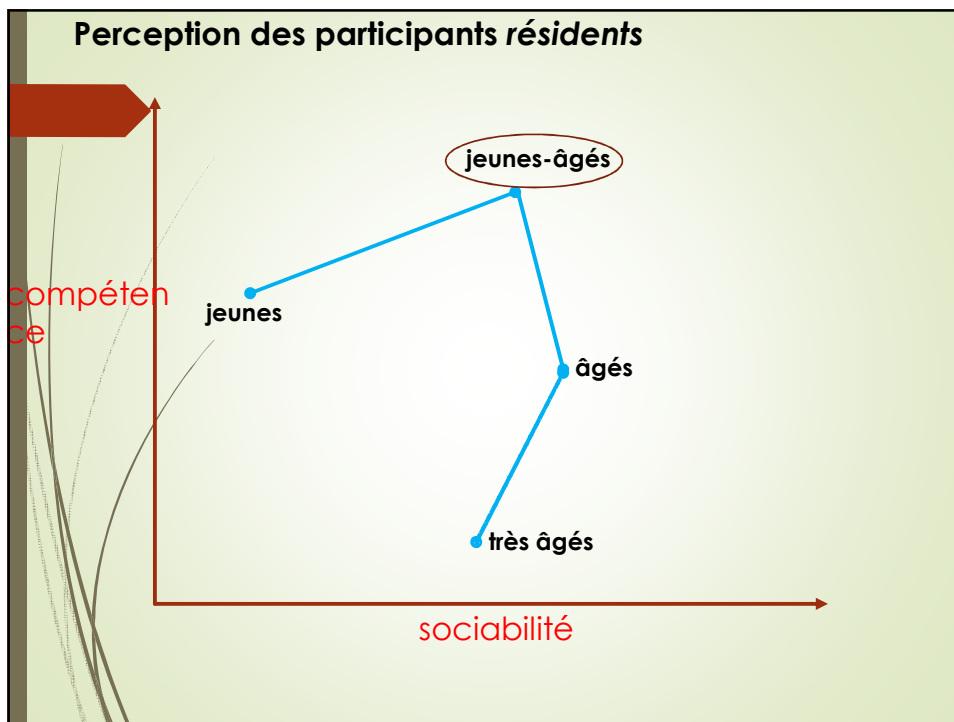 Perception des participants résidents
jeunes-âgés
compéten
ce
jeunes
âgés
très âgés
sociabilité